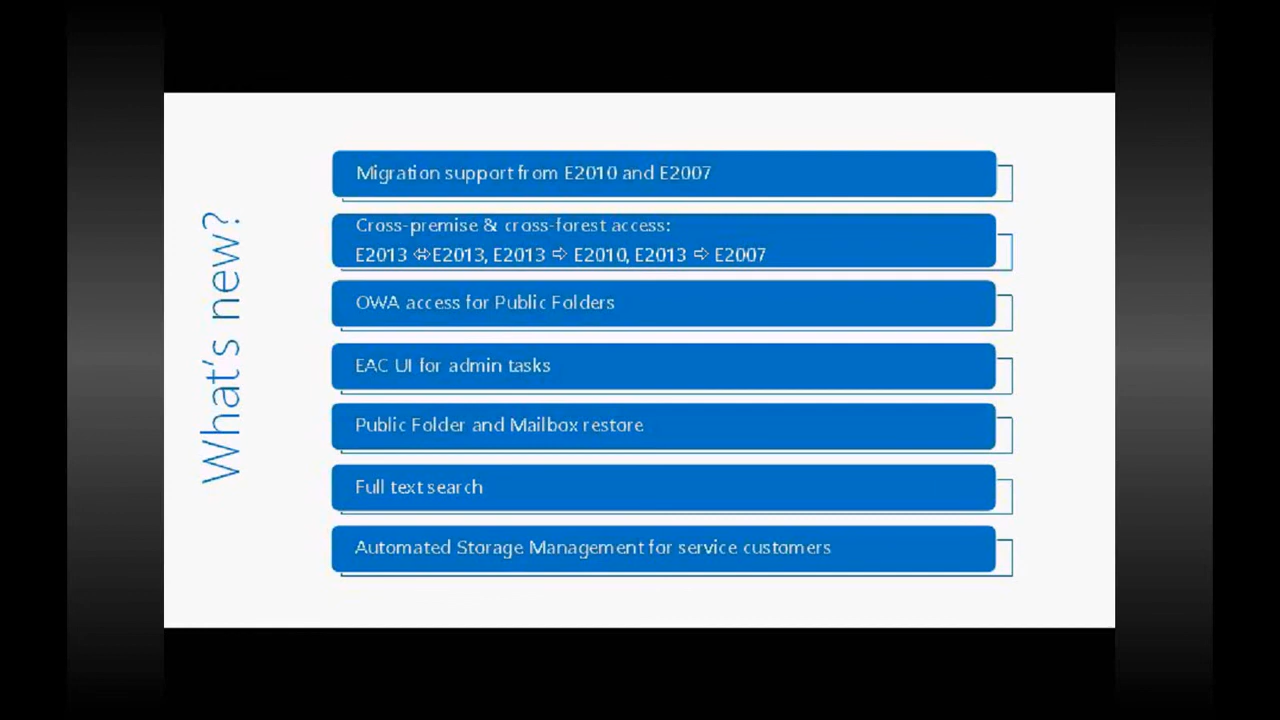 What's new?
Migration support from E2010 and E2007
Cross-premise & cross-forest access:
E2013 ⬄E2013, E2013 ⇨ E2010, E2013 ⇨ E2007
OWA access for Public Folders
EAC UI for admin tasks
Public Folder and Mailbox restore
Full text search
Automated Storage Management for service customers